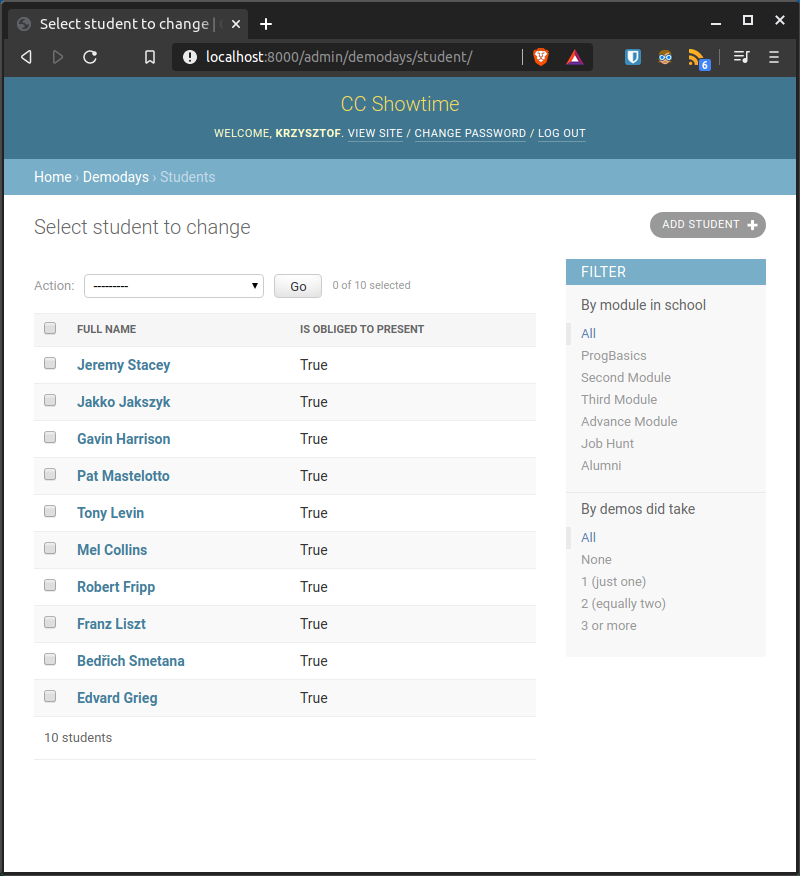 Select student to change |
localhost:8000/admin/demodays/student/
6
CC Showtime
WELCOME, KRZYSZTOF. VIEW SITE / CHANGE PASSWORD / LOG OUT
Home › Demodays › Students
Select student to change
ADD STUDENT +
Action: --------- Go 0 of 10 selected
FULL NAME IS OBLIGED TO PRESENT
Jeremy Stacey True
Jakko Jakszyk True
Gavin Harrison True
Pat Mastelotto True
Tony Levin True
Mel Collins True
Robert Fripp True
Franz Liszt True
Bedřich Smetana True
Edvard Grieg True
10 students
FILTER
By module in school
All
ProgBasics
Second Module
Third Module
Advance Module
Job Hunt
Alumni
By demos did take
All
None
1 (just one)
2 (equally two)
3 or more